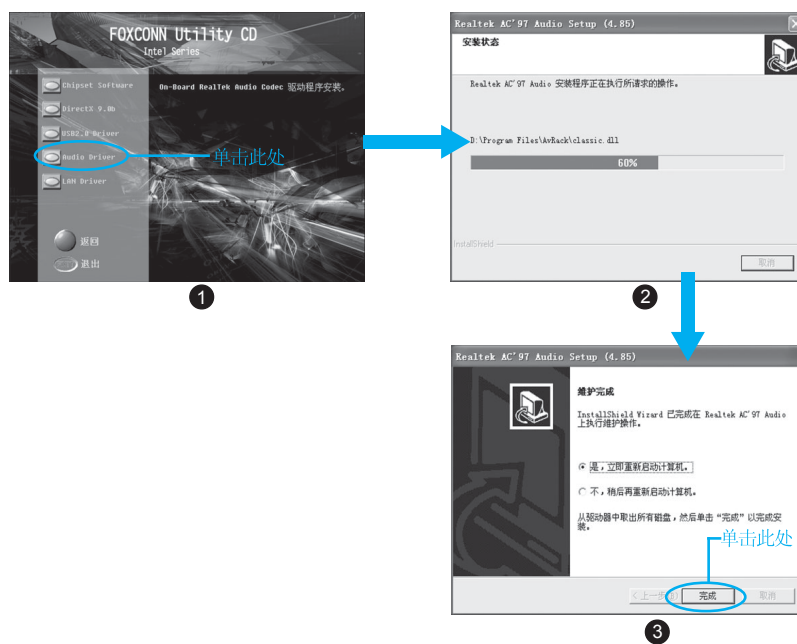 FOXCONN Utility CD
Intel Series
Chipset Software
On-Board RealTek Audio Codec 驱动程序安装。
DirectX 9.0b
USB2.0 Driver
Audio Driver
单击此处
LAN Driver
返回
退出
1
Realtek AC'97 Audio Setup (4.85)
安装状态
Realtek AC'97 Audio 安装程序正在执行所请求的操作。
D:\Program Files\AvRack\classic.dll
60%
InstallShield
取消
2
Realtek AC'97 Audio Setup (4.85)
维护完成
InstallShield Wizard 已完成在 Realtek AC'97 Audio
上执行维护操作。
是，立即重新启动计算机。
不，稍后再重新启动计算机。
从驱动器中取出所有磁盘，然后单击“完成”以完成安
装。
单击此处
<上一步
完成
取消
3